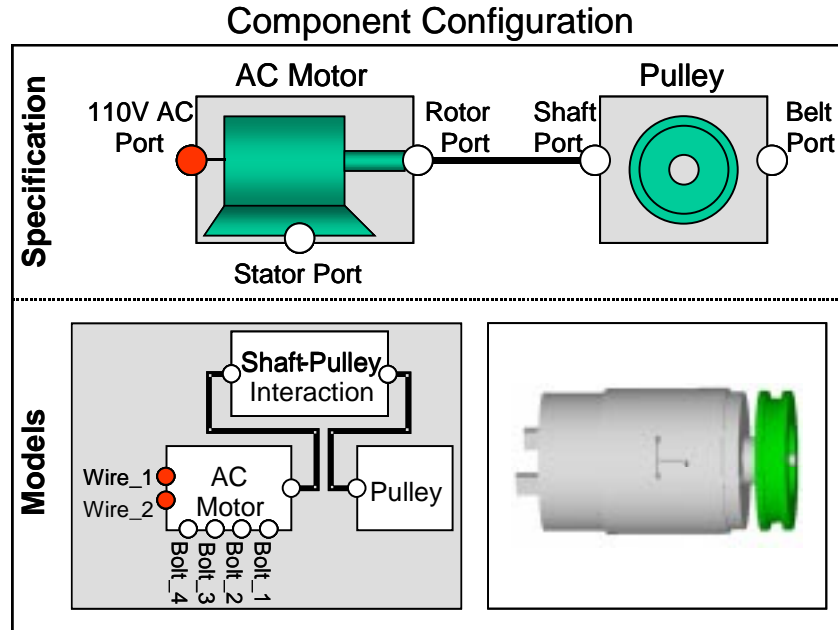 Component Configuration
Specification
AC Motor
Pulley
110V AC
Port
Rotor
Port
Shaft
Port
Belt
Port
Stator Port
Models
Shaft-Pulley
Interaction
Wire_1
Wire_2
AC
Motor
Pulley
Bolt_4
Bolt_3
Bolt_2
Bolt_1